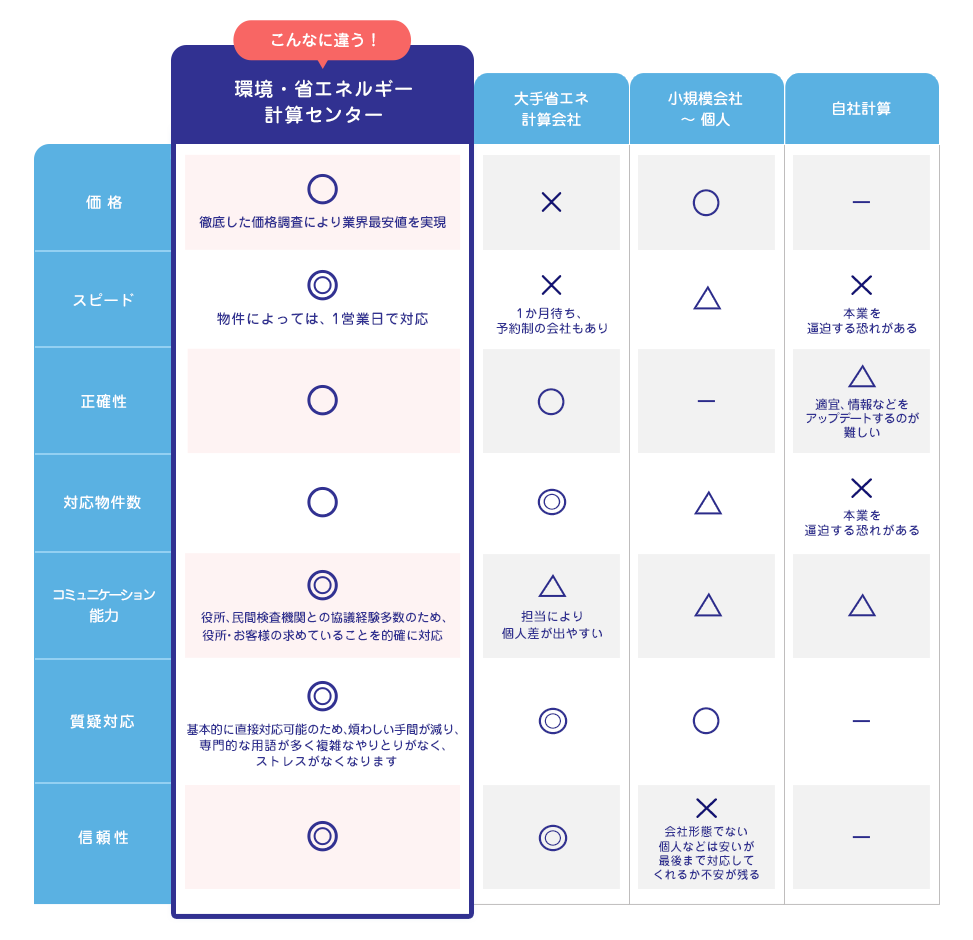 こんなに違う！
環境・省エネルギー
計算センター
大手省エネ
計算会社
小規模会社
～ 個人
自社計算
価 格
○
徹底した価格調査により業界最安値を実現
×
○
－
スピード
◎
物件によっては、1営業日で対応
×
1か月待ち、
予約制の会社もあり
△
×
本業を
逼迫する恐れがある
正確性
○
○
－
△
適宜、情報などを
アップデートするのが
難しい
対応物件数
○
◎
△
×
本業を
逼迫する恐れがある
コミュニケーション
能力
◎
役所、民間検査機関との協議経験多数のため、
役所・お客様の求めていることを的確に対応
△
担当により
個人差が出やすい
△
△
質疑対応
◎
基本的に直接対応可能のため、煩わしい手間が減り、
専門的な用語が多く複雑なやりとりがなく、
ストレスがなくなります
◎
○
－
信頼性
◎
◎
×
会社形態でない
個人などは安いが
最後まで対応して
くれるか不安が残る
－